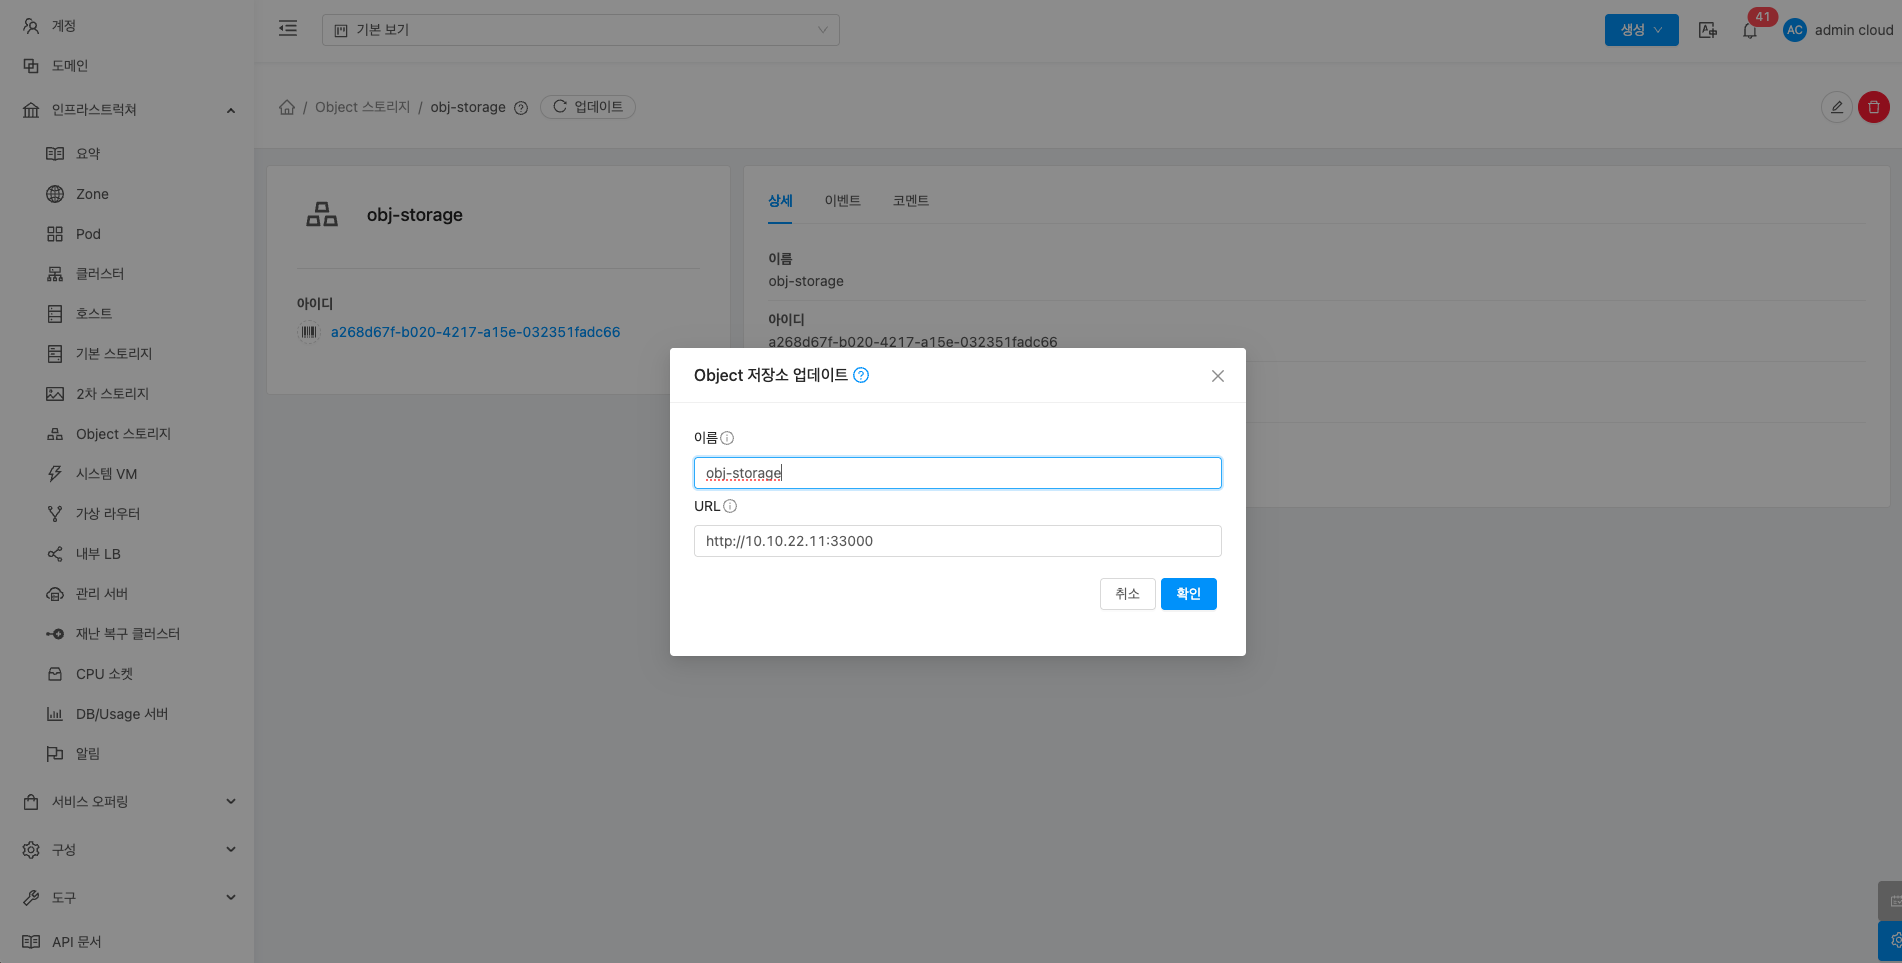 계정
도메인
인프라스트럭쳐
요약
Zone
Pod
클러스터
호스트
기본 스토리지
2차 스토리지
Object 스토리지
시스템 VM
가상 라우터
내부 LB
관리 서버
재난 복구 클러스터
CPU 소켓
DB/Usage 서버
알림
서비스 오퍼링
구성
도구
API 문서
기본 보기
생성
41
AC admin cloud
/ Object 스토리지 / obj-storage 업데이트
obj-storage
아이디
a268d67f-b020-4217-a15e-032351fadc66
상세 이벤트 코멘트
이름
obj-storage
아이디
a268d67f-b020-4217-a15e-032351fadc66
Object 저장소 업데이트
이름
obj-storage
URL
http://10.10.22.11:33000
취소 확인